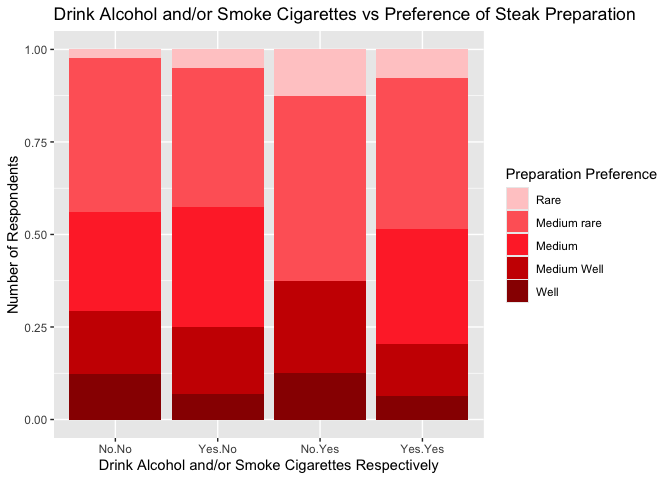 Drink Alcohol and/or Smoke Cigarettes vs Preference of Steak Preparation
1.00
0.75
0.50
0.25
0.00
Number of Respondents
No.No
Yes.No
No.Yes
Yes.Yes
Drink Alcohol and/or Smoke Cigarettes Respectively
Preparation Preference
Rare
Medium rare
Medium
Medium Well
Well